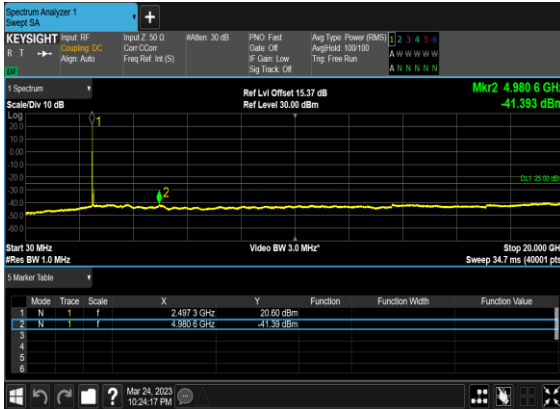 Spectrum Analyzer 1
Swept SA
+
KEYSIGHT Input: RF Input Z: 50 Ω #Atten: 30 dB PNO: Fast Avg Type: Power (RMS) 1 2 3 4 5 6
R T Coupling: DC Corr CCorr Gate: Off Avg|Hold: 100/100 A W W W W W
Align: Auto Freq Ref: Int (S) IF Gain: Low Trig: Free Run
Sig Track: Off A N N N N N
1 Spectrum Ref Lvl Offset 15.37 dB Mkr2 4.980 6 GHz
Scale/Div 10 dB Ref Level 30.00 dBm -41.393 dBm
Log
20.0
10.0
0.00
-10.0
-20.0
-30.0
-40.0
-50.0
-60.0
1
2
DL1 -25.00 dBm
Start 30 MHz Video BW 3.0 MHz* Stop 20.000 GHz
#Res BW 1.0 MHz Sweep 34.7 ms (40001 pts)
5 Marker Table
Mode Trace Scale X Y Function Function Width Function Value
1 N 1 f 2.497 3 GHz 20.60 dBm
2 N 1 f 4.980 6 GHz -41.39 dBm
3
4
5
6
? Mar 24, 2023
10:24:17 PM